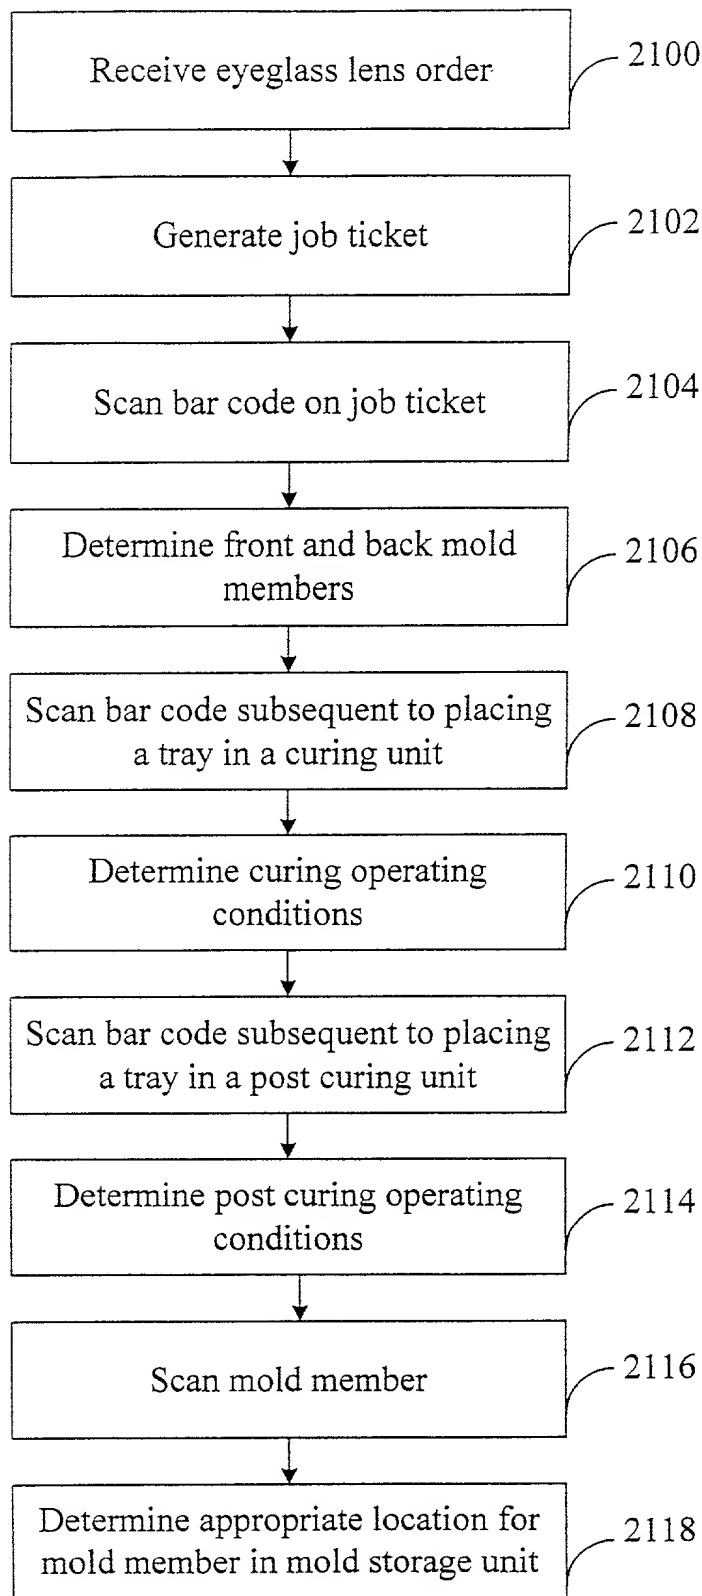 Receive eyeglass lens order
2100
Generate job ticket
2102
Scan bar code on job ticket
2104
Determine front and back mold
members
2106
Scan bar code subsequent to placing
a tray in a curing unit
2108
Determine curing operating
conditions
2110
Scan bar code subsequent to placing
a tray in a post curing unit
2112
Determine post curing operating
conditions
2114
Scan mold member
2116
Determine appropriate location for
mold member in mold storage unit
2118